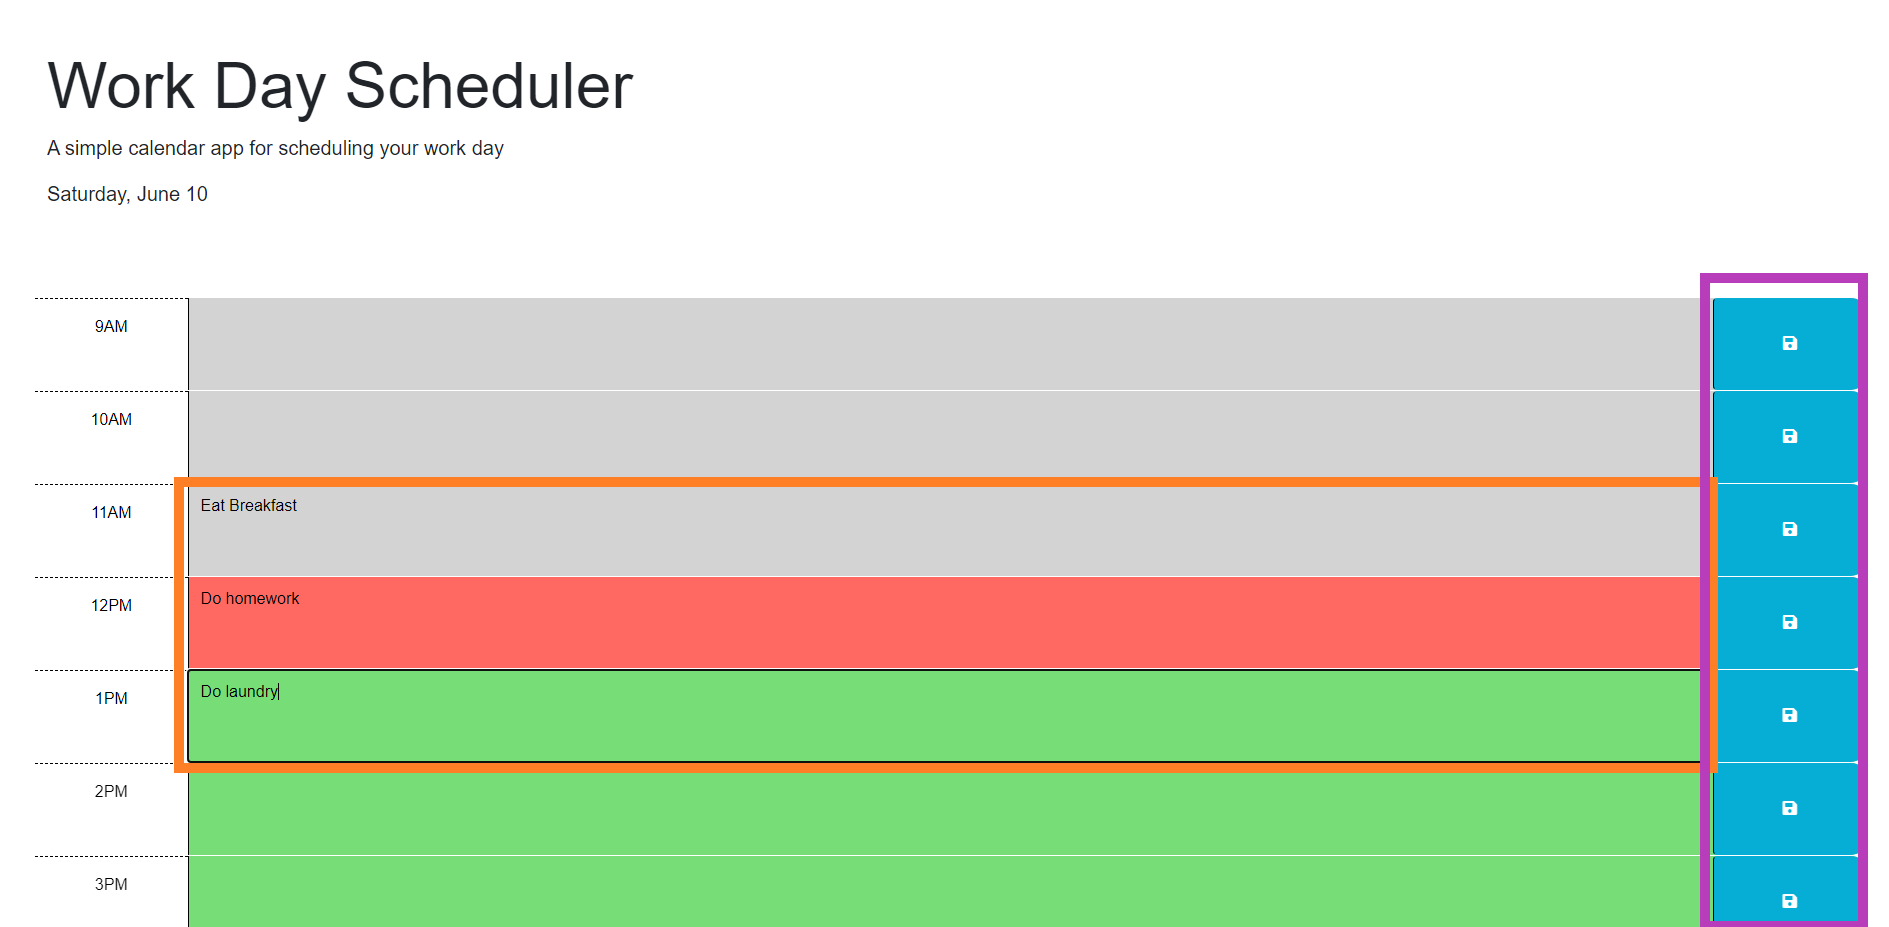 Work Day Scheduler
A simple calendar app for scheduling your work day
Saturday, June 10
9AM
10AM
11AM
Eat Breakfast
12PM
Do homework
1PM
Do laundry
2PM
3PM